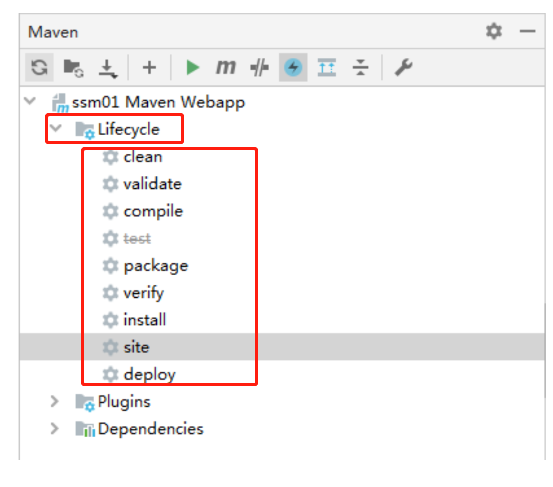 Maven
m
ssm01 Maven Webapp
Lifecycle
clean
validate
compile
test
package
verify
install
site
deploy
Plugins
Dependencies